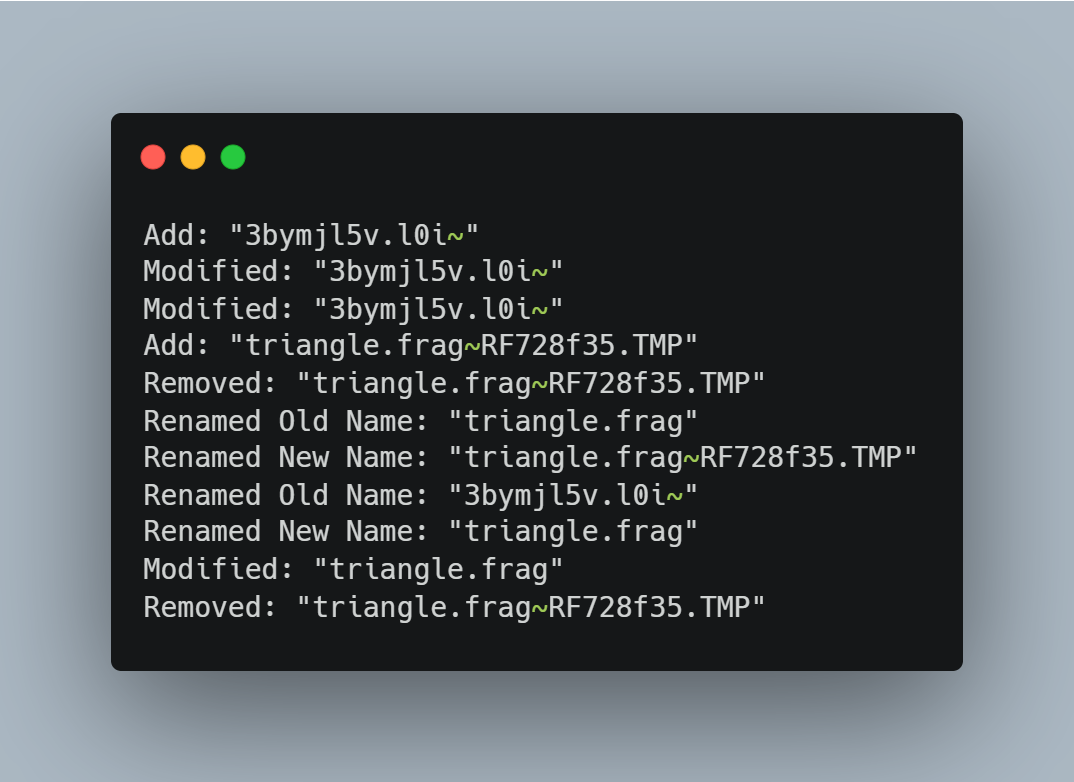 Add: "3bymjl5v.l0i~"
Modified: "3bymjl5v.l0i~"
Modified: "3bymjl5v.l0i~"
Add: "triangle.frag~RF728f35.TMP"
Removed: "triangle.frag~RF728f35.TMP"
Renamed Old Name: "triangle.frag"
Renamed New Name: "triangle.frag~RF728f35.TMP"
Renamed Old Name: "3bymjl5v.l0i~"
Renamed New Name: "triangle.frag"
Modified: "triangle.frag"
Removed: "triangle.frag~RF728f35.TMP"